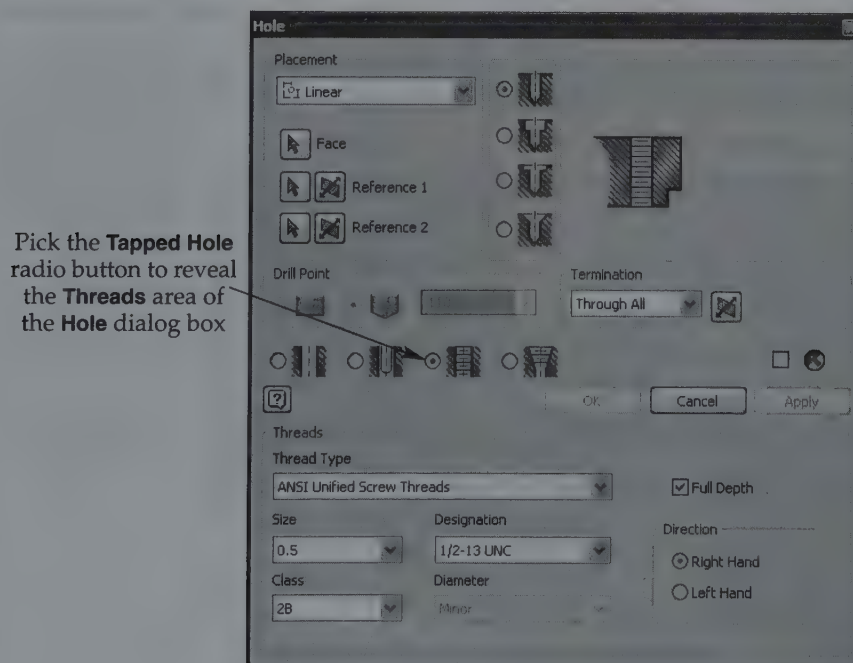 Hole
Placement
Linear
Face
Reference 1
Reference 2
Pick the Tapped Hole
radio button to reveal
the Threads area of
the Hole dialog box
Drill Point
Termination
Through All
?
OK
Cancel
Apply
Threads
Thread Type
ANSI Unified Screw Threads
Full Depth
Size
Designation
Direction
0.5
1/2-13 UNC
Right Hand
Class
Diameter
Left Hand
2B
Minor